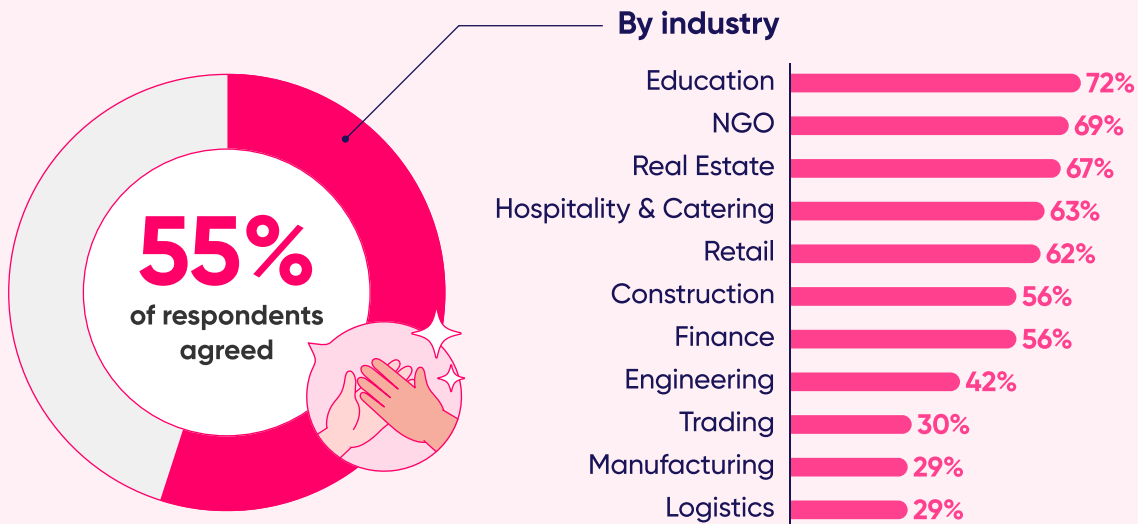 By industry
55%
of respondents
agreed
Education 72%
NGO 69%
Real Estate 67%
Hospitality & Catering 63%
Retail 62%
Construction 56%
Finance 56%
Engineering 42%
Trading 30%
Manufacturing 29%
Logistics 29%